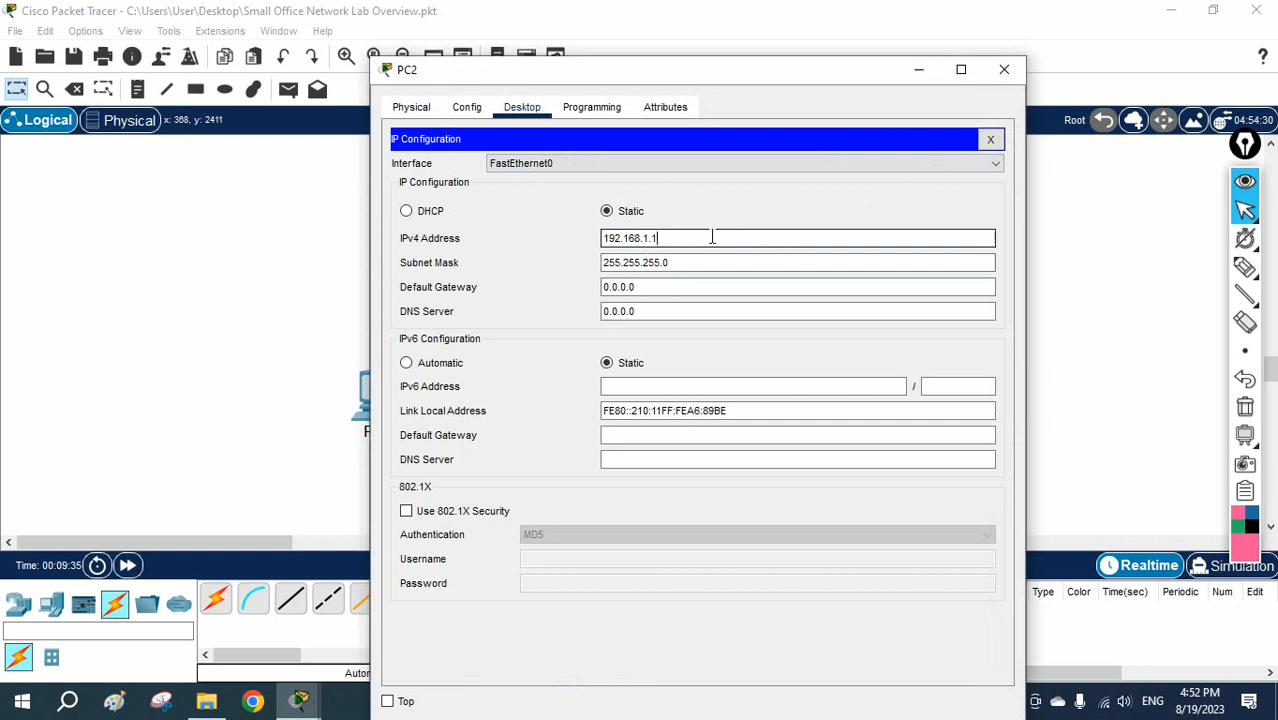 Cisco Packet Tracer - C:\Users\User\Desktop\Small Office Network Lab Overview.pkt
File Edit Options View Tools Extensions Window Help
PC2
Physical Config Desktop Programming Attributes
Logical Physical x: 368, y: 2411
Root 04:54:30
IP Configuration X
Interface FastEthernet0
IP Configuration
DHCP Static
IPv4 Address 192.168.1.1
Subnet Mask 255.255.255.0
Default Gateway 0.0.0.0
DNS Server 0.0.0.0
IPv6 Configuration
Automatic Static
IPv6 Address /
Link Local Address FE80::210:11FF:FEA6:89BE
Default Gateway
DNS Server
802.1X
Use 802.1X Security
Authentication MD5
Username
Password
Time: 00:09:35
Realtime Simulation
Type Color Time(sec) Periodic Num Edit
Top
ENG
4:52 PM
8/19/2023